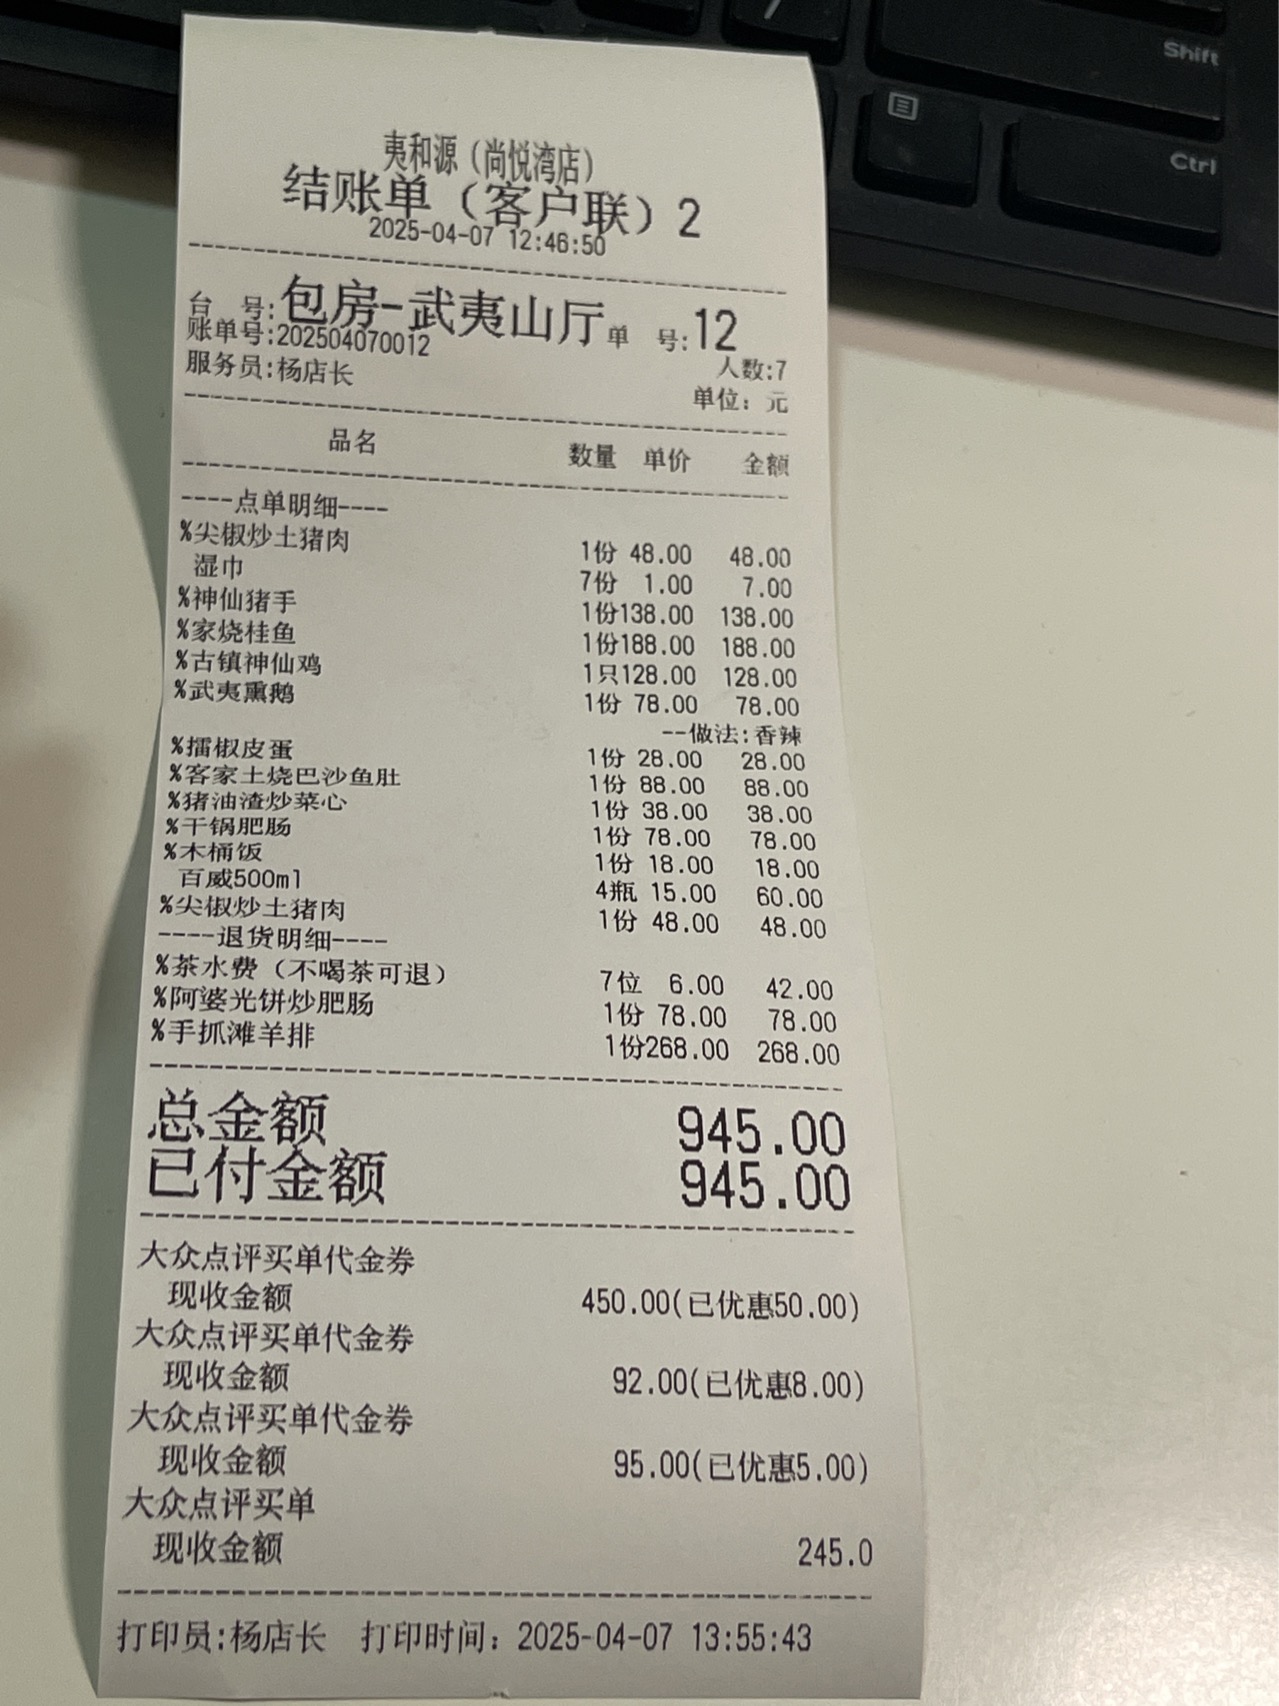 Shift
Ctrl
夷和源（尚悦湾店）
结账单（客户联）2
2025-04-07 12:46:50
台 号:包房-武夷山厅 单 号:12
账单号:202504070012 人数:7
服务员:杨店长 单位：元
品名 数量 单价 金额
----点单明细----
%尖椒炒土猪肉 1份 48.00 48.00
湿巾 7份 1.00 7.00
%神仙猪手 1份138.00 138.00
%家烧桂鱼 1份188.00 188.00
%古镇神仙鸡 1只128.00 128.00
%武夷熏鹅 1份 78.00 78.00
--做法:香辣
%擂椒皮蛋 1份 28.00 28.00
%客家土烧巴沙鱼肚 1份 88.00 88.00
%猪油渣炒菜心 1份 38.00 38.00
%干锅肥肠 1份 78.00 78.00
%木桶饭 1份 18.00 18.00
百威500ml 4瓶 15.00 60.00
%尖椒炒土猪肉 1份 48.00 48.00
----退货明细----
%茶水费（不喝茶可退） 7位 6.00 42.00
%阿婆光饼炒肥肠 1份 78.00 78.00
%手抓滩羊排 1份268.00 268.00
总金额 945.00
已付金额 945.00
大众点评买单代金券
现收金额 450.00(已优惠50.00)
大众点评买单代金券
现收金额 92.00(已优惠8.00)
大众点评买单代金券
现收金额 95.00(已优惠5.00)
大众点评买单
现收金额 245.0
打印员:杨店长 打印时间：2025-04-07 13:55:43